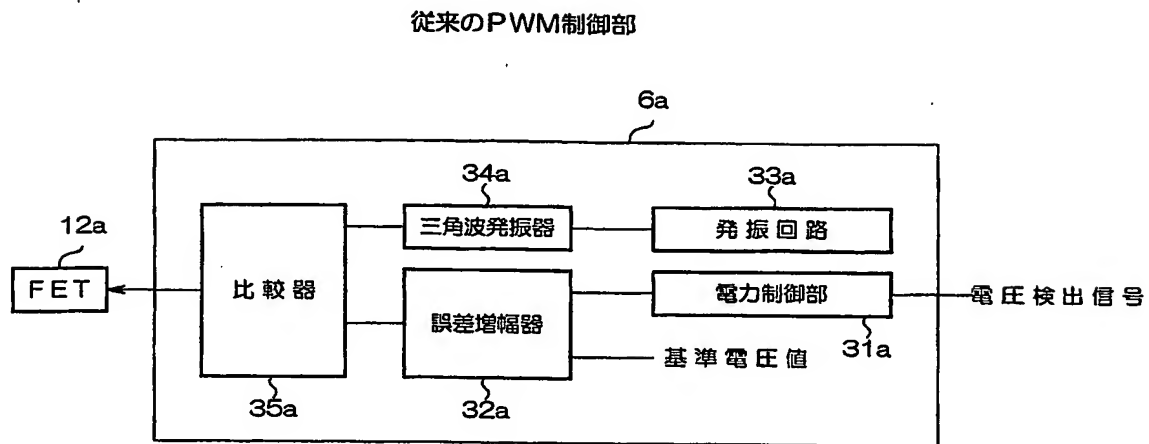 従来のPWM制御部
6a
34a
33a
12a
三角波発振器
発振回路
FET
比較器
誤差増幅器
電力制御部
電圧検出信号
基準電圧値
31a
35a
32a